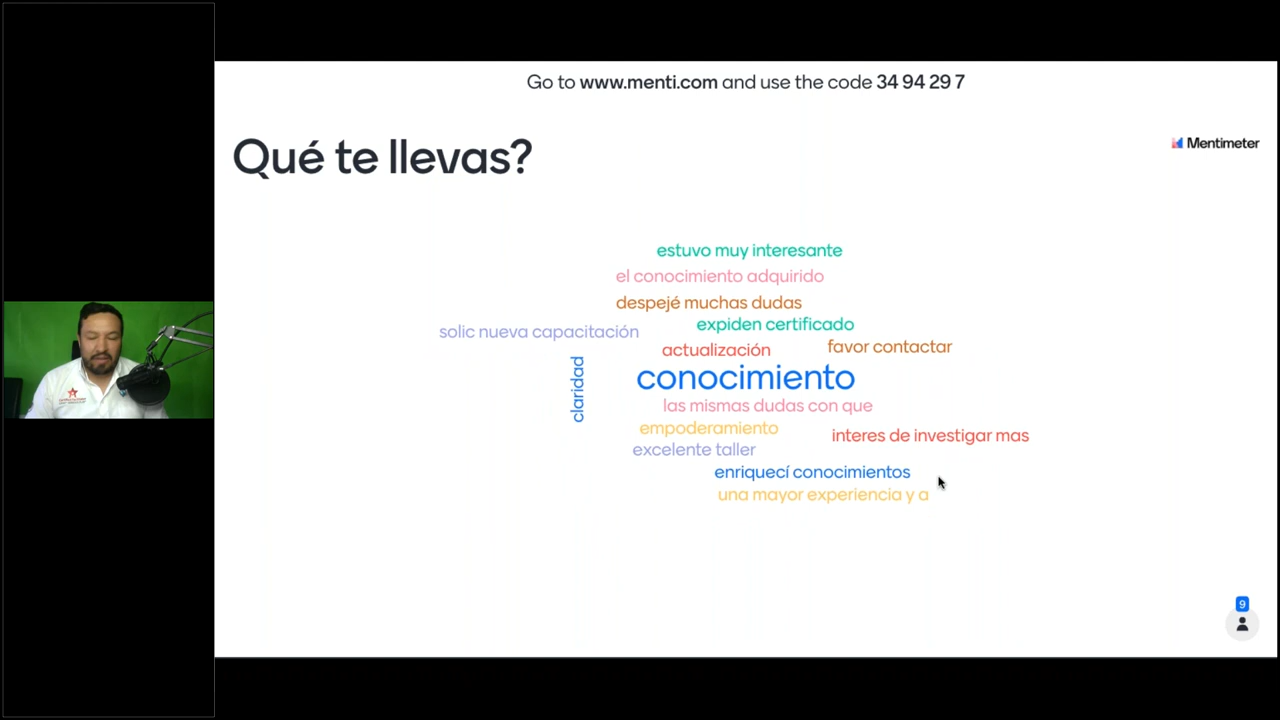 Go to www.menti.com and use the code 34 94 29 7
Qué te llevas?
Mentimeter
estuvo muy interesante
el conocimiento adquirido
despejé muchas dudas
solic nueva capacitación
expiden certificado
actualización
favor contactar
claridad
conocimiento
las mismas dudas con que
empoderamiento
interes de investigar mas
excelente taller
enriquecí conocimientos
una mayor experiencia y a
9